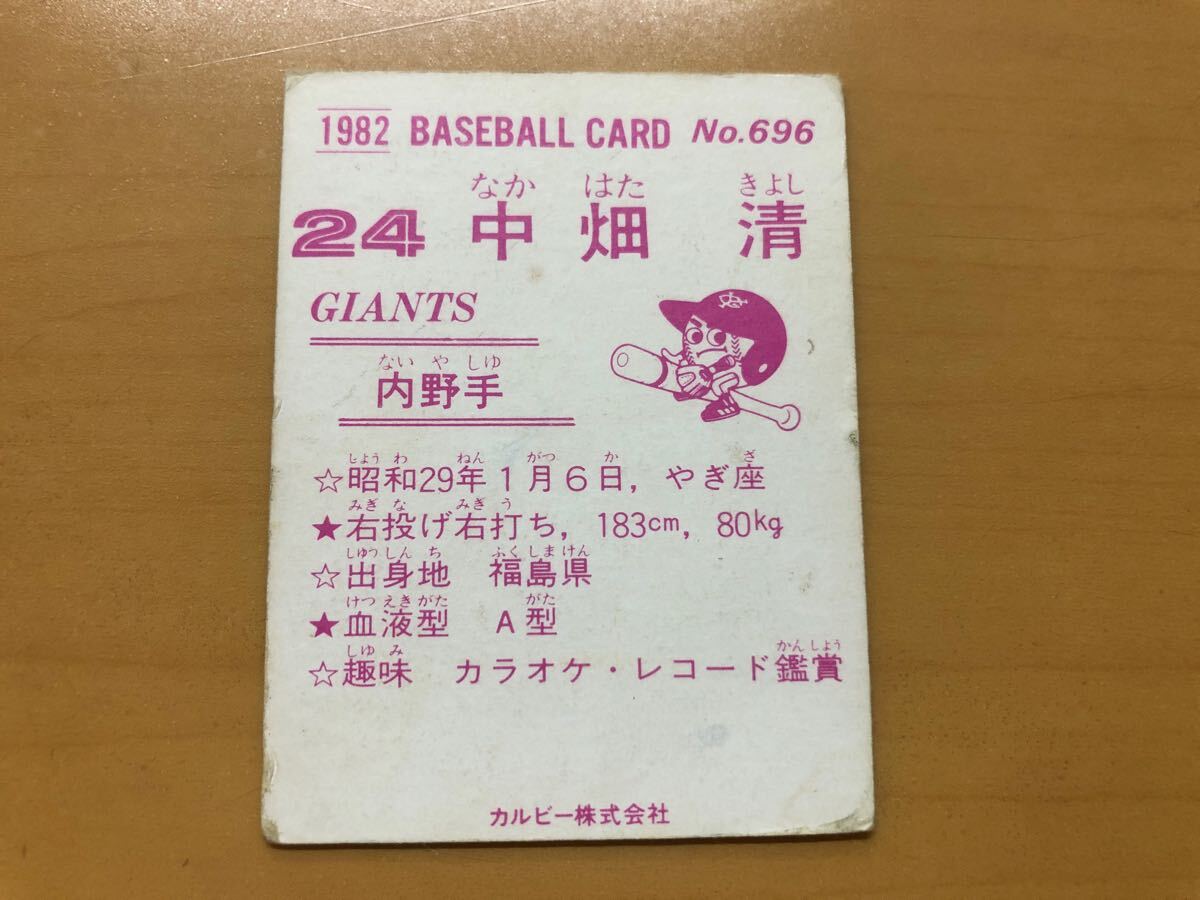 1982 BASEBALL CARD No.696
なか はた きよし
24 中畑 清
GIANTS
ない や しゆ
内野手
しょう わ ねん がつ か ざ
☆昭和29年1月6日, やぎ座
みぎ な みぎ う
★右投げ右打ち, 183cm, 80kg
しゆつ しん ち ふく しま けん
☆出身地 福島県
けつ えき がた がた
★血液型 A型
しゆ み かん しよう
☆趣味 カラオケ・レコード鑑賞
カルビー株式会社